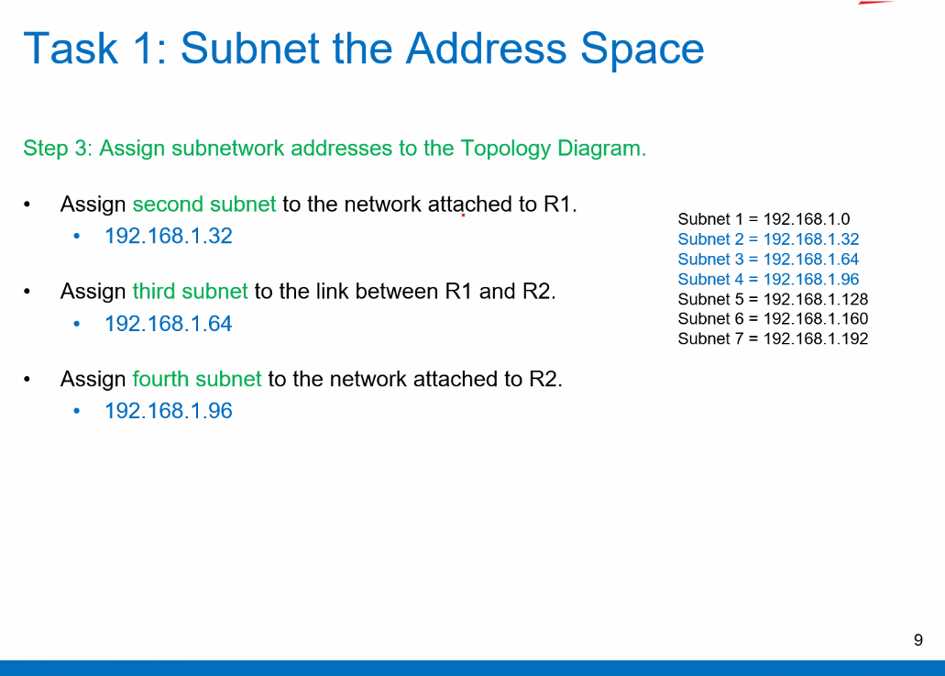 Task 1: Subnet the Address Space
Step 3: Assign subnetwork addresses to the Topology Diagram.
• Assign second subnet to the network attached to R1.
• 192.168.1.32
• Assign third subnet to the link between R1 and R2.
• 192.168.1.64
• Assign fourth subnet to the network attached to R2.
• 192.168.1.96
Subnet 1 = 192.168.1.0
Subnet 2 = 192.168.1.32
Subnet 3 = 192.168.1.64
Subnet 4 = 192.168.1.96
Subnet 5 = 192.168.1.128
Subnet 6 = 192.168.1.160
Subnet 7 = 192.168.1.192
9